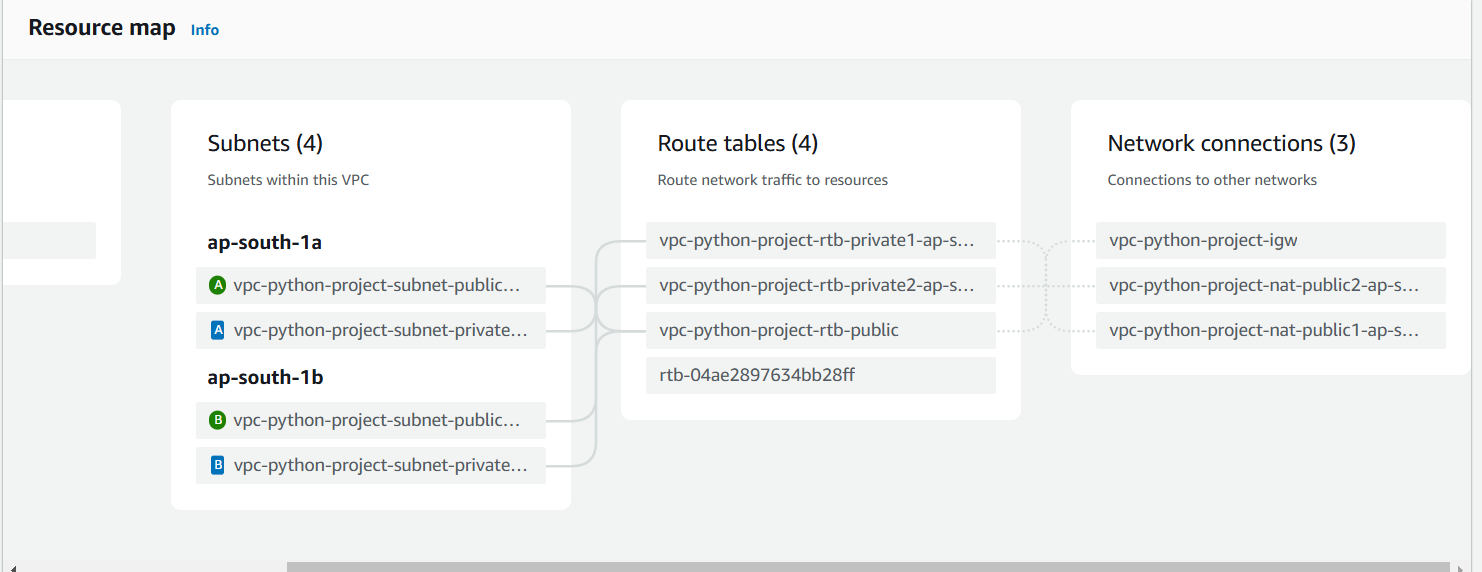 Resource map Info
Subnets (4)
Subnets within this VPC
ap-south-1a
A vpc-python-project-subnet-public...
A vpc-python-project-subnet-private...
ap-south-1b
B vpc-python-project-subnet-public...
B vpc-python-project-subnet-private...
Route tables (4)
Route network traffic to resources
vpc-python-project-rtb-private1-ap-s...
vpc-python-project-rtb-private2-ap-s...
vpc-python-project-rtb-public
rtb-04ae2897634bb28ff
Network connections (3)
Connections to other networks
vpc-python-project-igw
vpc-python-project-nat-public2-ap-s...
vpc-python-project-nat-public1-ap-s...